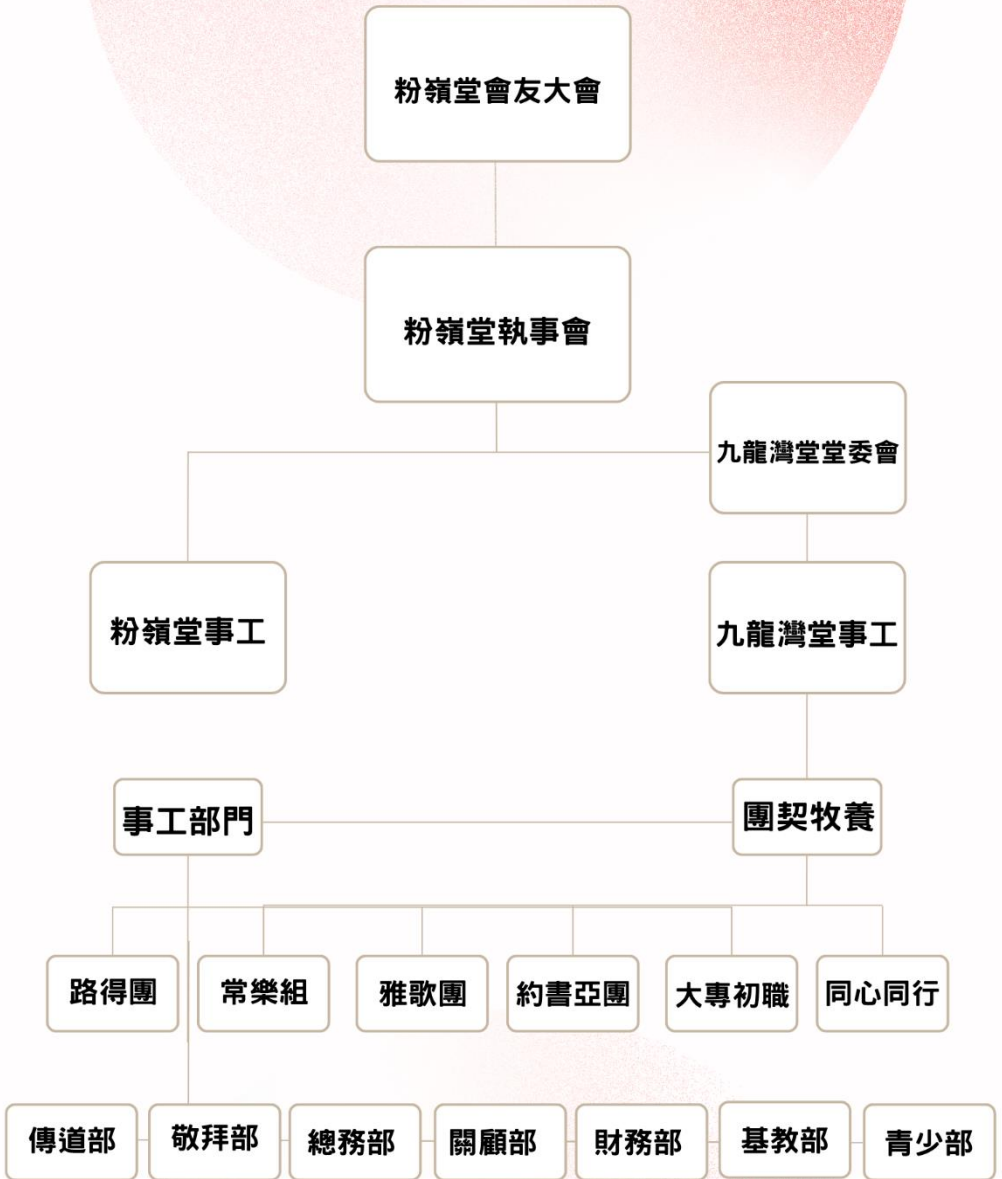 粉嶺堂會友大會
粉嶺堂執事會
九龍灣堂堂委會
粉嶺堂事工
九龍灣堂事工
事工部門
團契牧養
路得團
常樂組
雅歌團
約書亞團
大專初職
同心同行
傳道部
敬拜部
總務部
關顧部
財務部
基教部
青少部